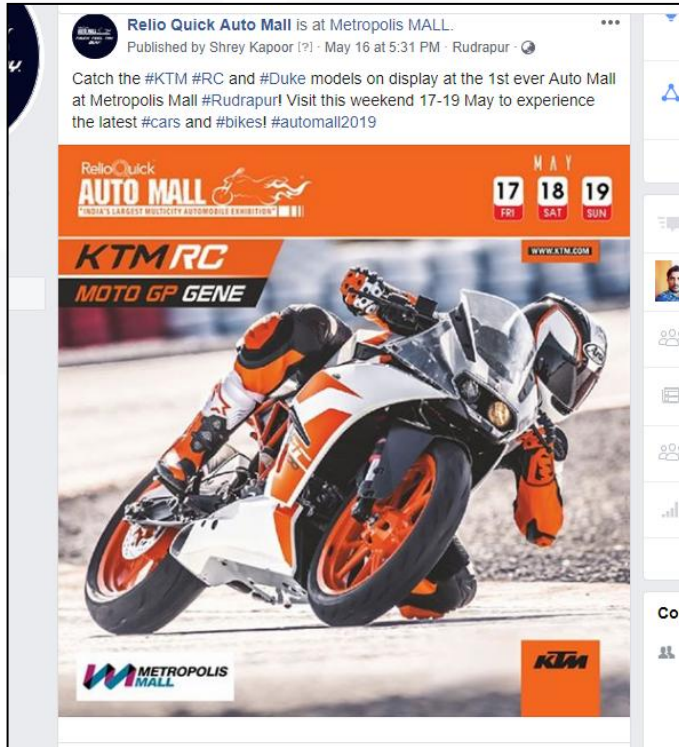 Relio Quick Auto Mall is at Metropolis MALL.
Published by Shrey Kapoor [?] · May 16 at 5:31 PM · Rudrapur ·
Catch the #KTM #RC and #Duke models on display at the 1st ever Auto Mall
at Metropolis Mall #Rudrapur! Visit this weekend 17-19 May to experience
the latest #cars and #bikes! #automall2019
RelioQuick
AUTO MALL
"INDIA'S LARGEST MULTICITY AUTOMOBILE EXHIBITION"
MAY
17 18 19
FRI SAT SUN
KTM RC
WWW.KTM.COM
MOTO GP GENE
METROPOLIS
MALL
KTM
Co